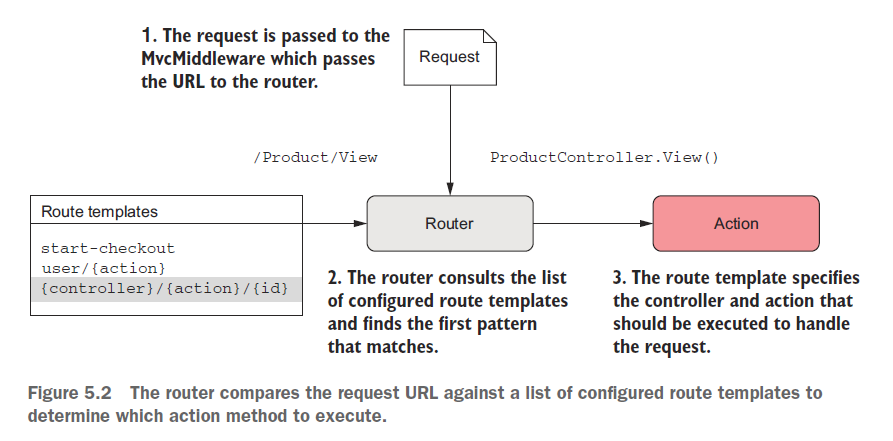 1. The request is passed to the
MvcMiddleware which passes
the URL to the router.
Request
/Product/View
ProductController.View()
Route templates
start-checkout
user/{action}
{controller}/{action}/{id}
Router
Action
2. The router consults the list
of configured route templates
and finds the first pattern
that matches.
3. The route template specifies
the controller and action that
should be executed to handle
the request.
Figure 5.2 The router compares the request URL against a list of configured route templates to
determine which action method to execute.